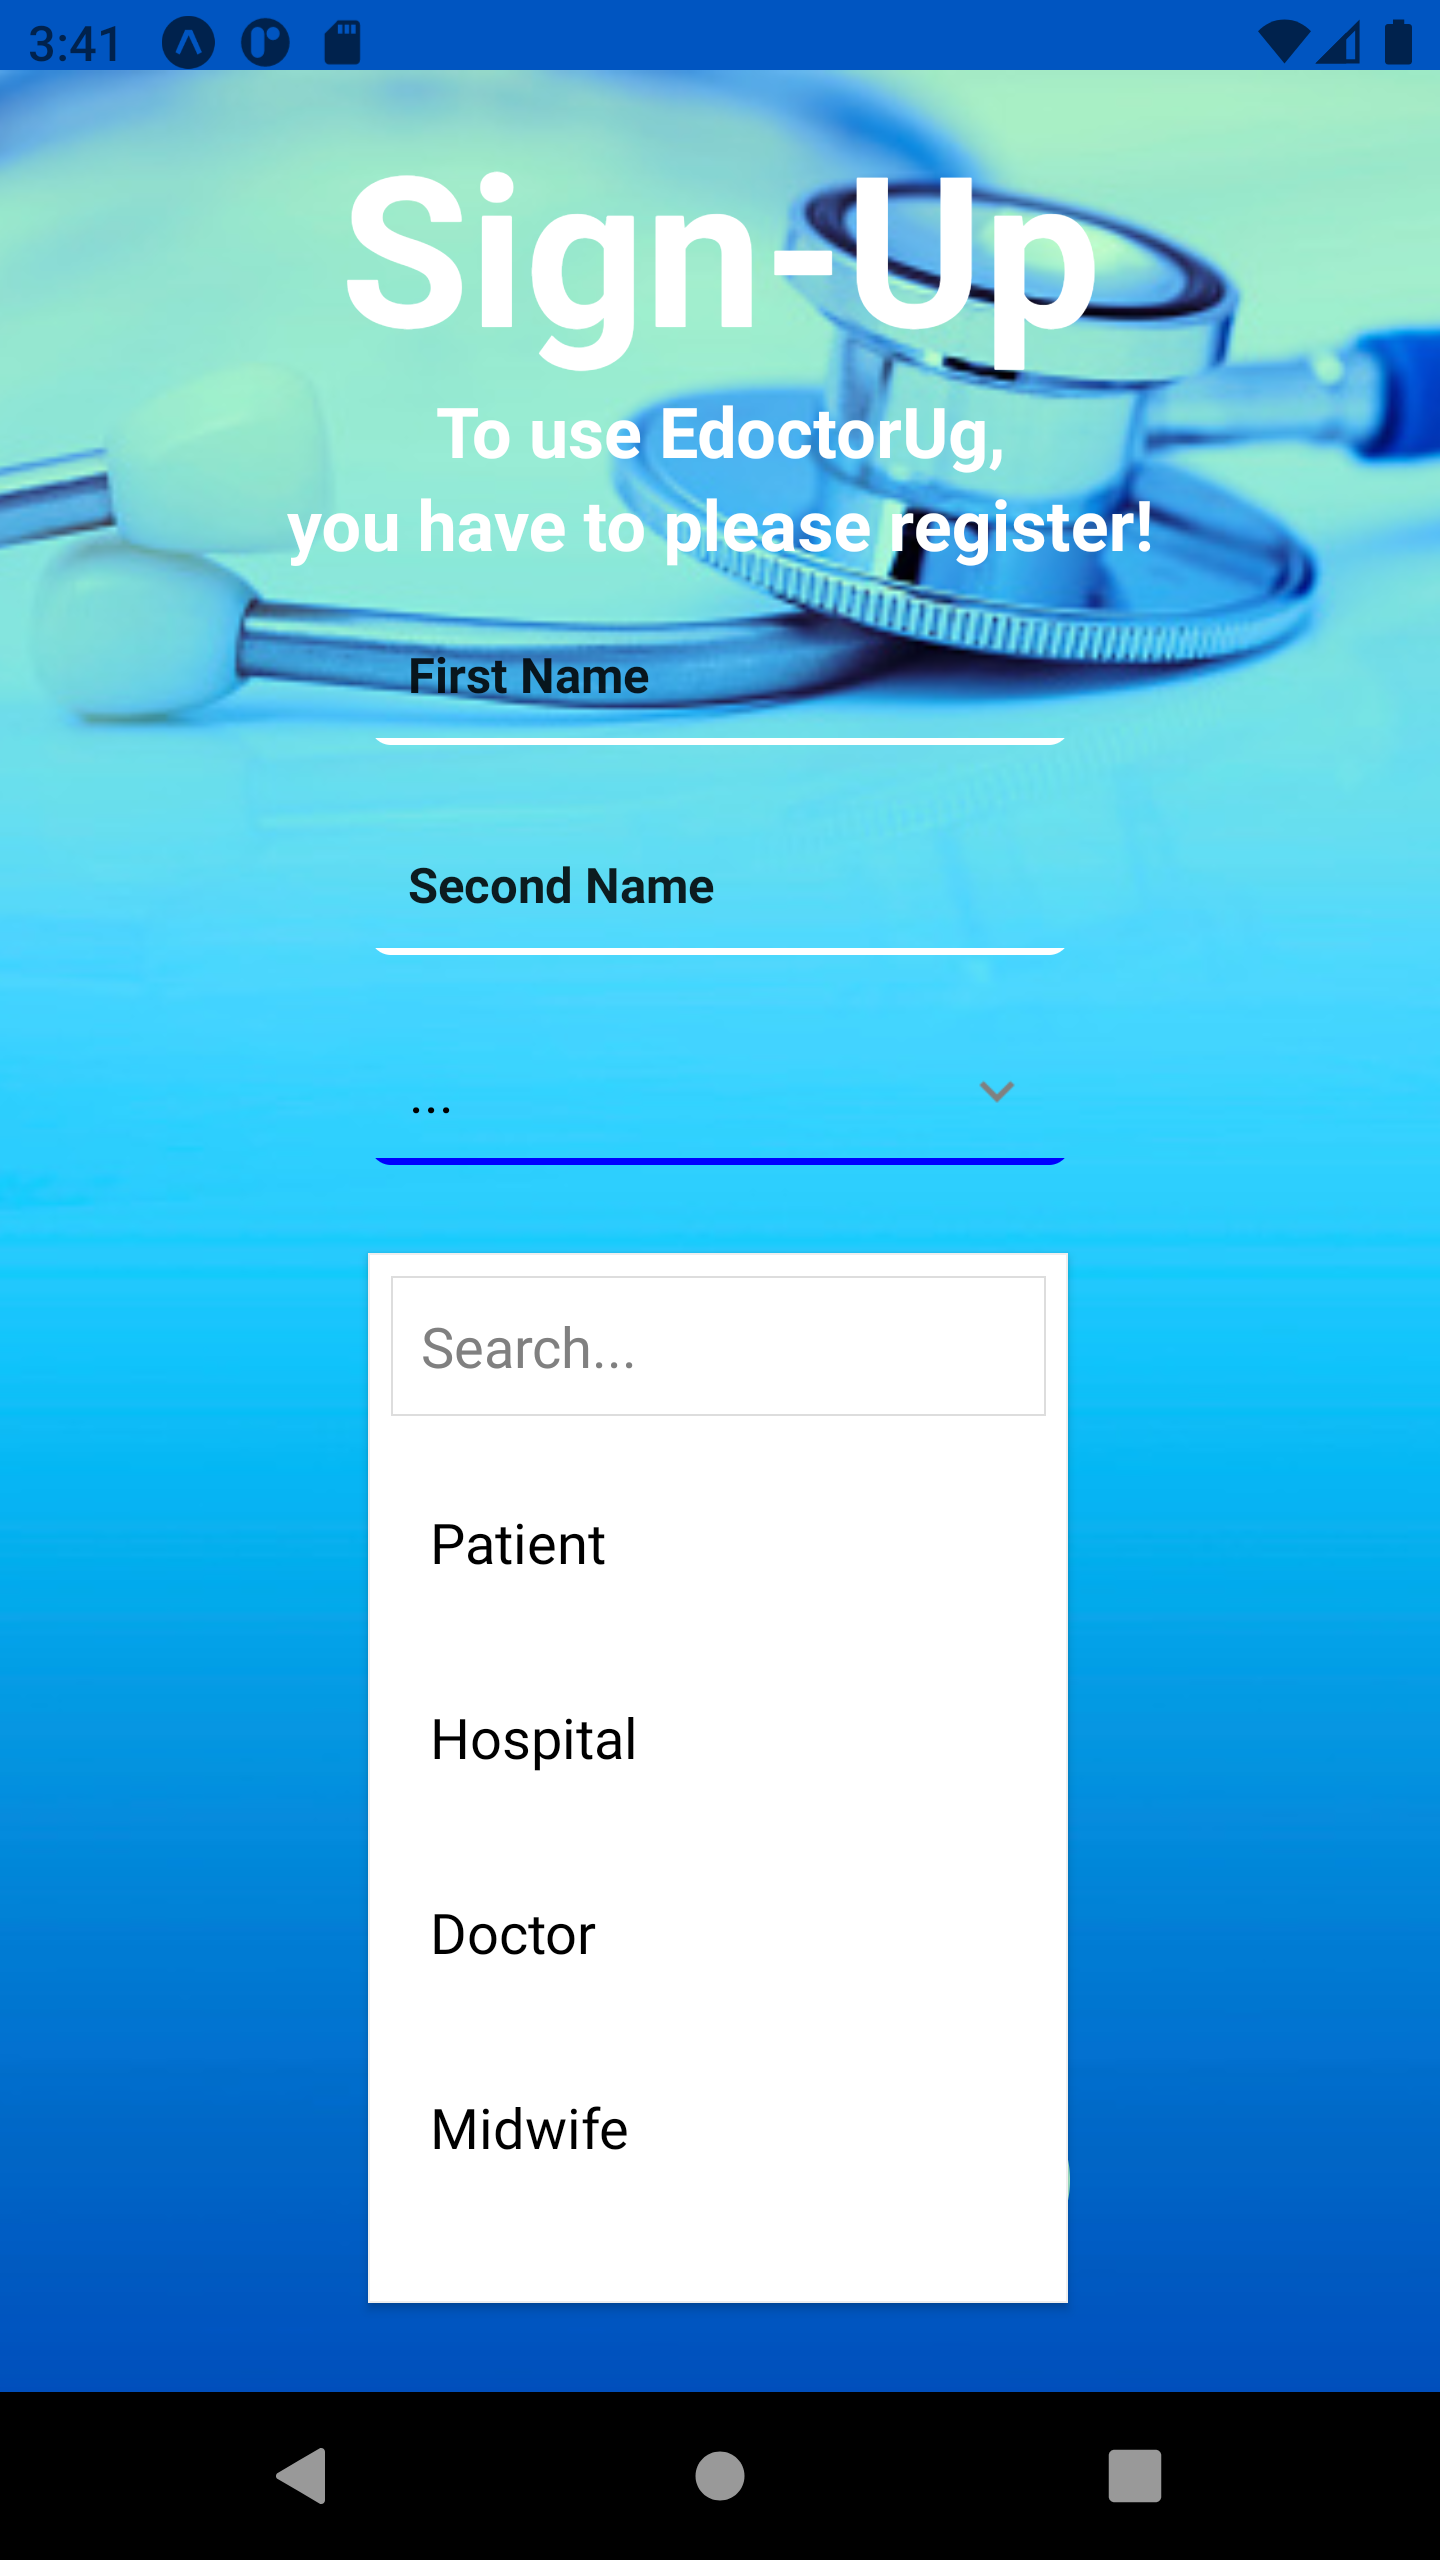 3:41
Sign-Up
To use EdoctorUg,
you have to please register!
First Name
Second Name
...
Search...
Patient
Hospital
Doctor
Midwife